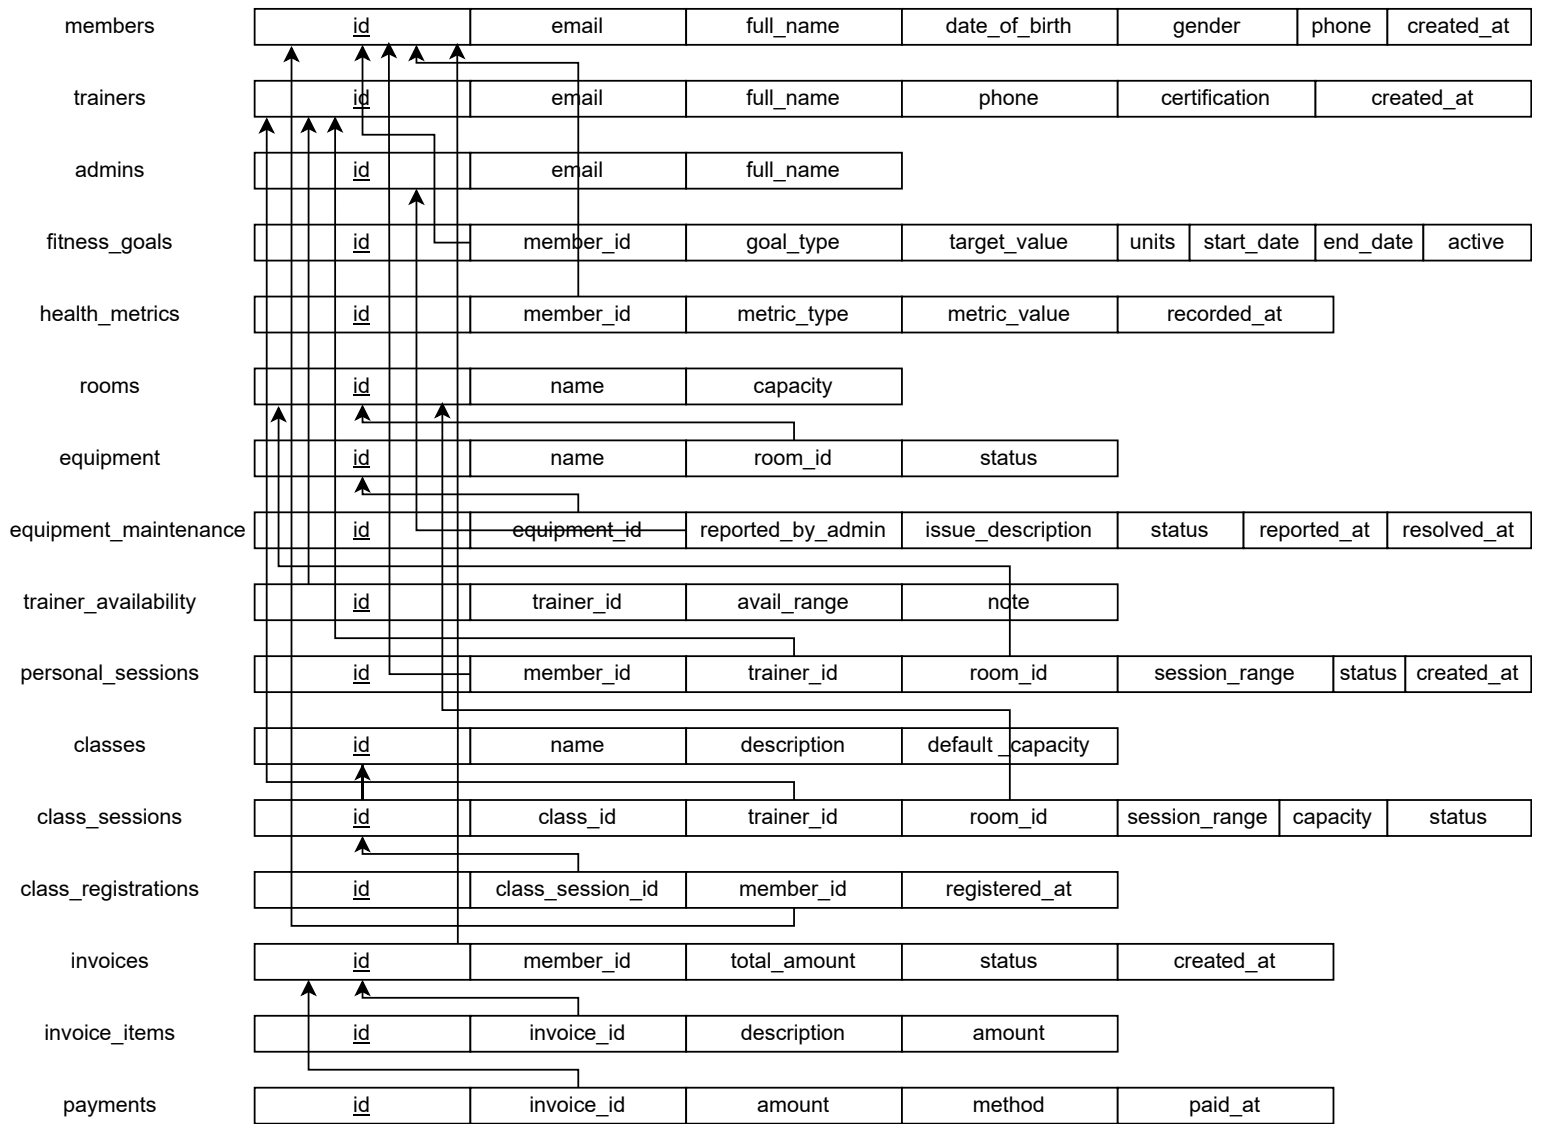 members id email full_name date_of_birth gender phone created_at
trainers id email full_name phone certification created_at
admins id email full_name
fitness_goals id member_id goal_type target_value units start_date end_date active
health_metrics id member_id metric_type metric_value recorded_at
rooms id name capacity
equipment id name room_id status
equipment_maintenance id equipment_id reported_by_admin issue_description status reported_at resolved_at
trainer_availability id trainer_id avail_range note
personal_sessions id member_id trainer_id room_id session_range status created_at
classes id name description default _capacity
class_sessions id class_id trainer_id room_id session_range capacity status
class_registrations id class_session_id member_id registered_at
invoices id member_id total_amount status created_at
invoice_items id invoice_id description amount
payments id invoice_id amount method paid_at